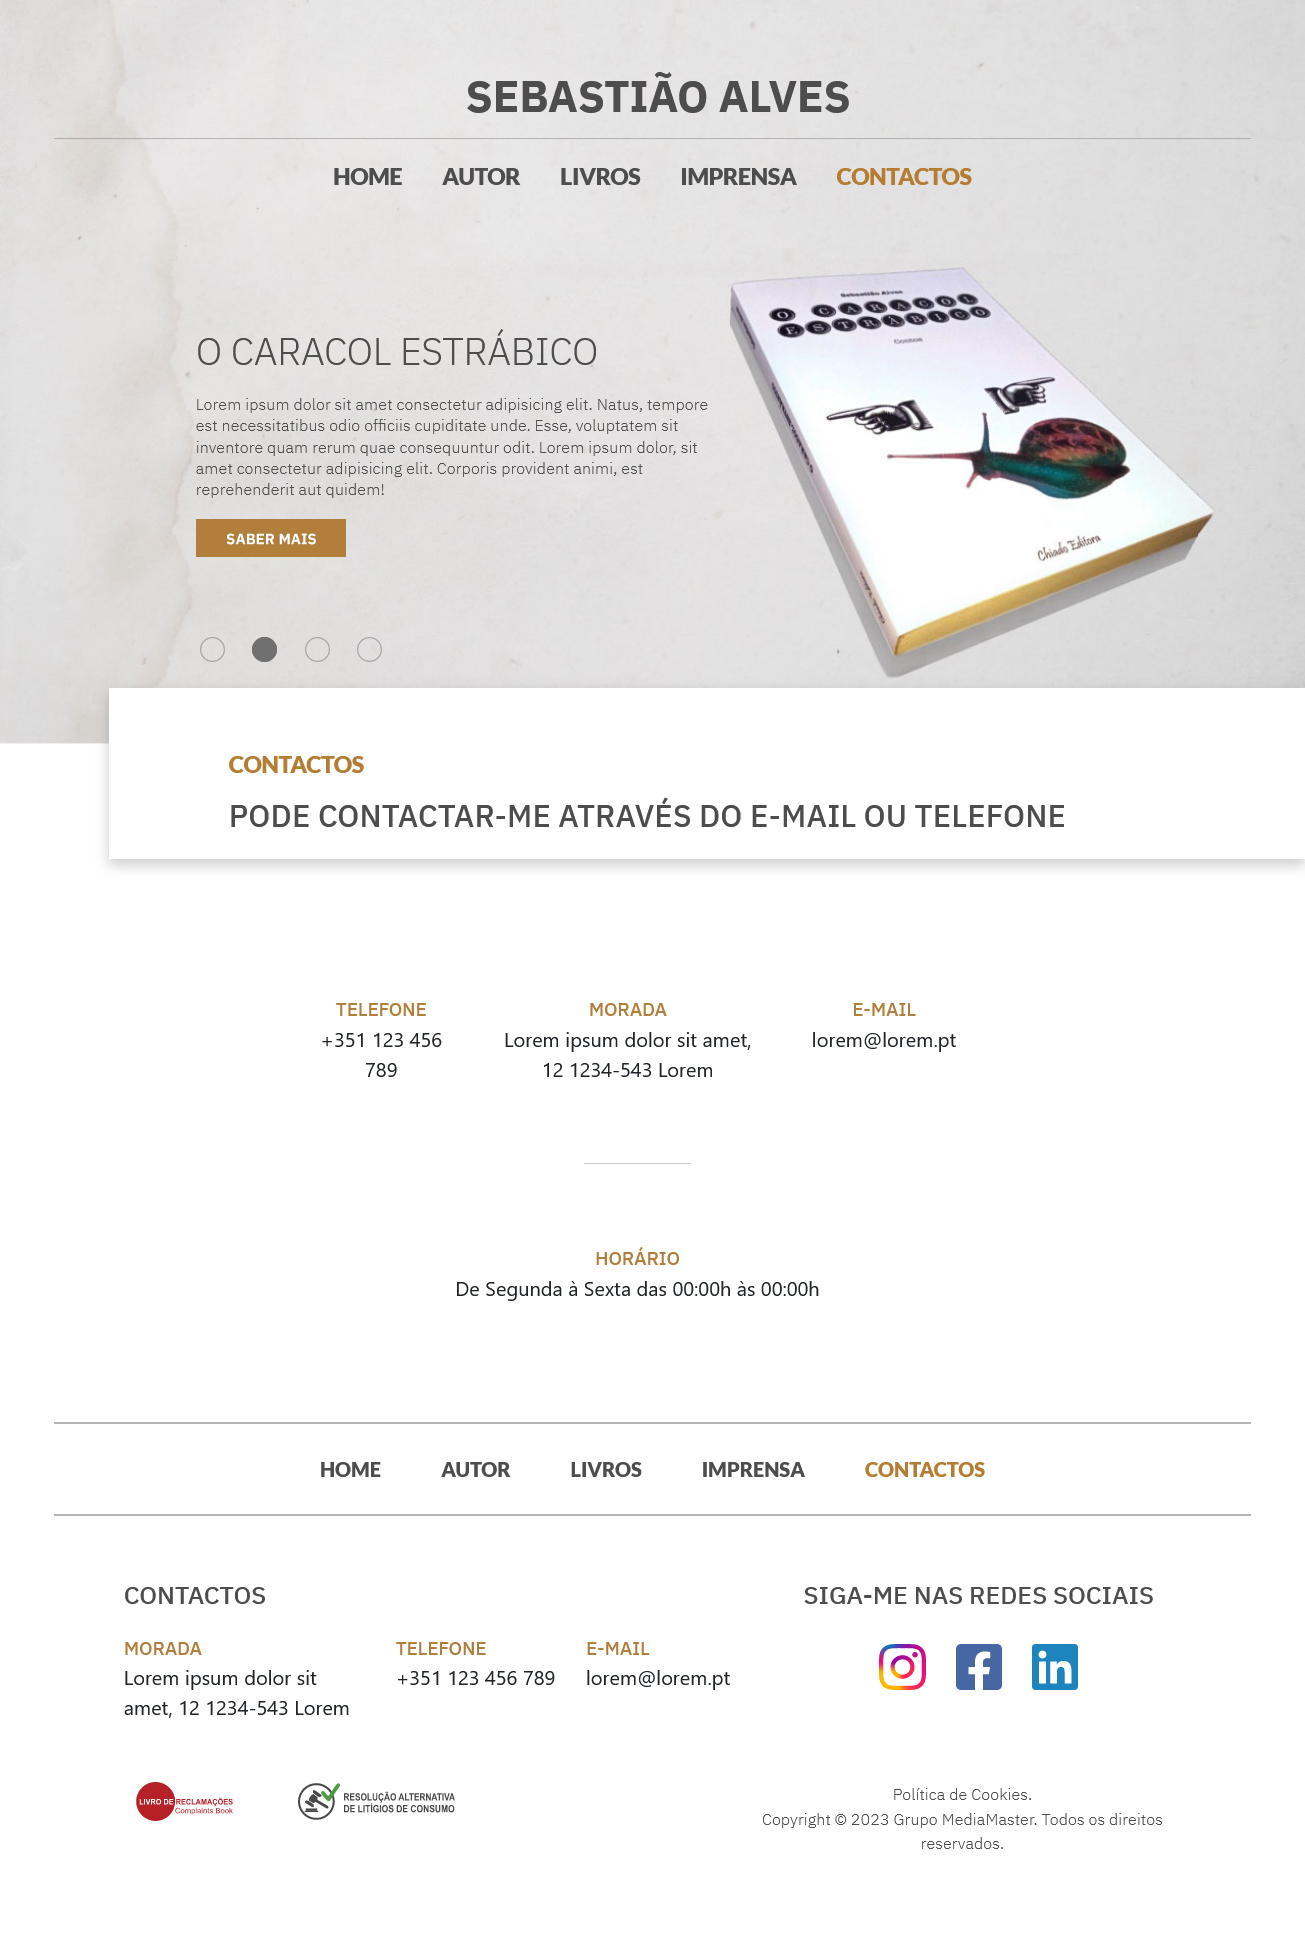 SEBASTIÃO ALVES
HOME AUTOR LIVROS IMPRENSA CONTACTOS
O CARACOL ESTRÁBICO
Lorem ipsum dolor sit amet consectetur adipisicing elit. Natus, tempore
est necessitatibus odio officiis cupiditate unde. Esse, voluptatem sit
inventore quam rerum quae consequuntur odit. Lorem ipsum dolor, sit
amet consectetur adipisicing elit. Corporis provident animi, est
reprehenderit aut quidem!
SABER MAIS
Sebastião Alves
O CARACOL
ESTRÁBICO
Contos
Chiado Editora
CONTACTOS
PODE CONTACTAR-ME ATRAVÉS DO E-MAIL OU TELEFONE
TELEFONE
+351 123 456
789
MORADA
Lorem ipsum dolor sit amet,
12 1234-543 Lorem
E-MAIL
lorem@lorem.pt
HORÁRIO
De Segunda à Sexta das 00:00h às 00:00h
HOME AUTOR LIVROS IMPRENSA CONTACTOS
CONTACTOS
MORADA
Lorem ipsum dolor sit
amet, 12 1234-543 Lorem
TELEFONE
+351 123 456 789
E-MAIL
lorem@lorem.pt
SIGA-ME NAS REDES SOCIAIS
in
LIVRO DE RECLAMAÇÕES
Complaints Book
RESOLUÇÃO ALTERNATIVA
DE LITÍGIOS DE CONSUMO
Política de Cookies.
Copyright © 2023 Grupo MediaMaster. Todos os direitos
reservados.